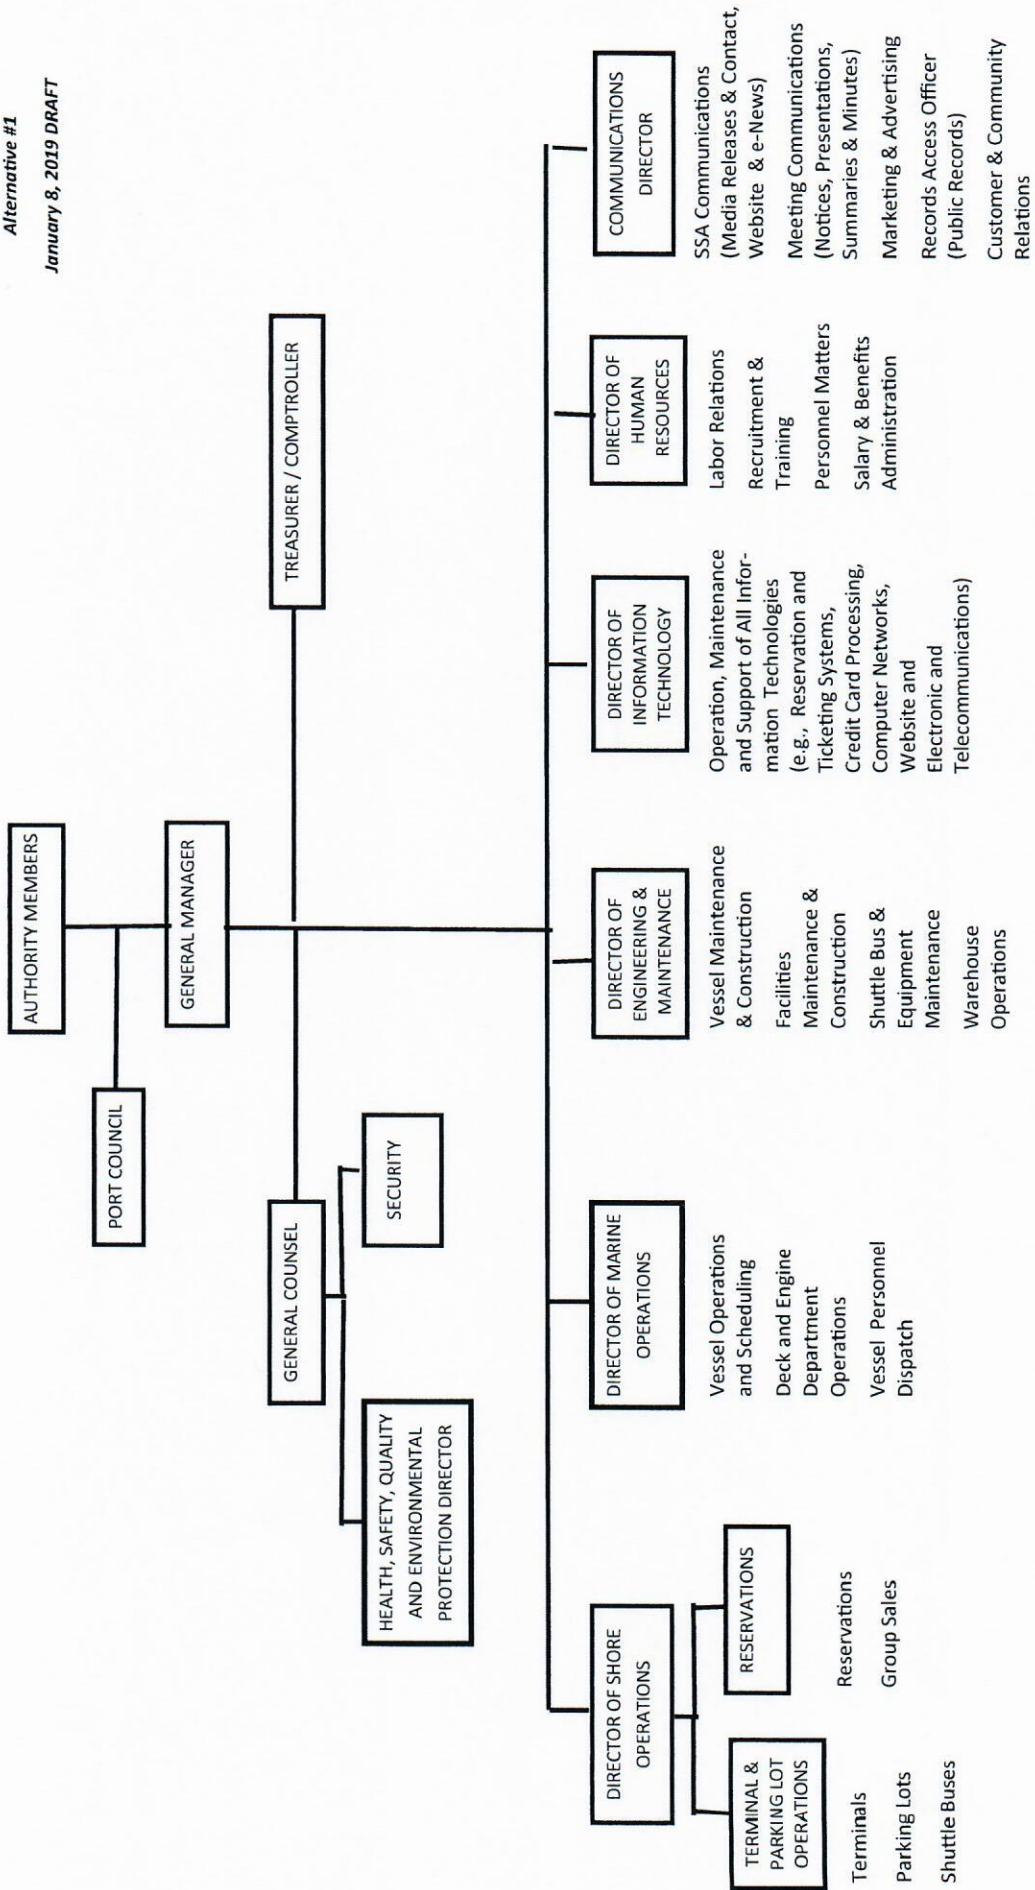 Alternative #1
January 8, 2019 DRAFT
AUTHORITY MEMBERS
PORT COUNCIL
GENERAL MANAGER
GENERAL COUNSEL
TREASURER / COMPTROLLER
HEALTH, SAFETY, QUALITY
AND ENVIRONMENTAL
PROTECTION DIRECTOR
SECURITY
DIRECTOR OF SHORE
OPERATIONS
TERMINAL &
PARKING LOT
OPERATIONS
Terminals
Parking Lots
Shuttle Buses
RESERVATIONS
Reservations
Group Sales
DIRECTOR OF MARINE
OPERATIONS
Vessel Operations
and Scheduling
Deck and Engine
Department
Operations
Vessel Personnel
Dispatch
DIRECTOR OF
ENGINEERING &
MAINTENANCE
Vessel Maintenance
& Construction
Facilities
Maintenance &
Construction
Shuttle Bus &
Equipment
Maintenance
Warehouse
Operations
DIRECTOR OF
INFORMATION
TECHNOLOGY
Operation, Maintenance
and Support of All Infor-
mation Technologies
(e.g., Reservation and
Ticketing Systems,
Credit Card Processing,
Computer Networks,
Website and
Electronic and
Telecommunications)
DIRECTOR OF
HUMAN
RESOURCES
Labor Relations
Recruitment &
Training
Personnel Matters
Salary & Benefits
Administration
COMMUNICATIONS
DIRECTOR
SSA Communications
(Media Releases & Contact,
Website & e-News)
Meeting Communications
(Notices, Presentations,
Summaries & Minutes)
Marketing & Advertising
Records Access Officer
(Public Records)
Customer & Community
Relations